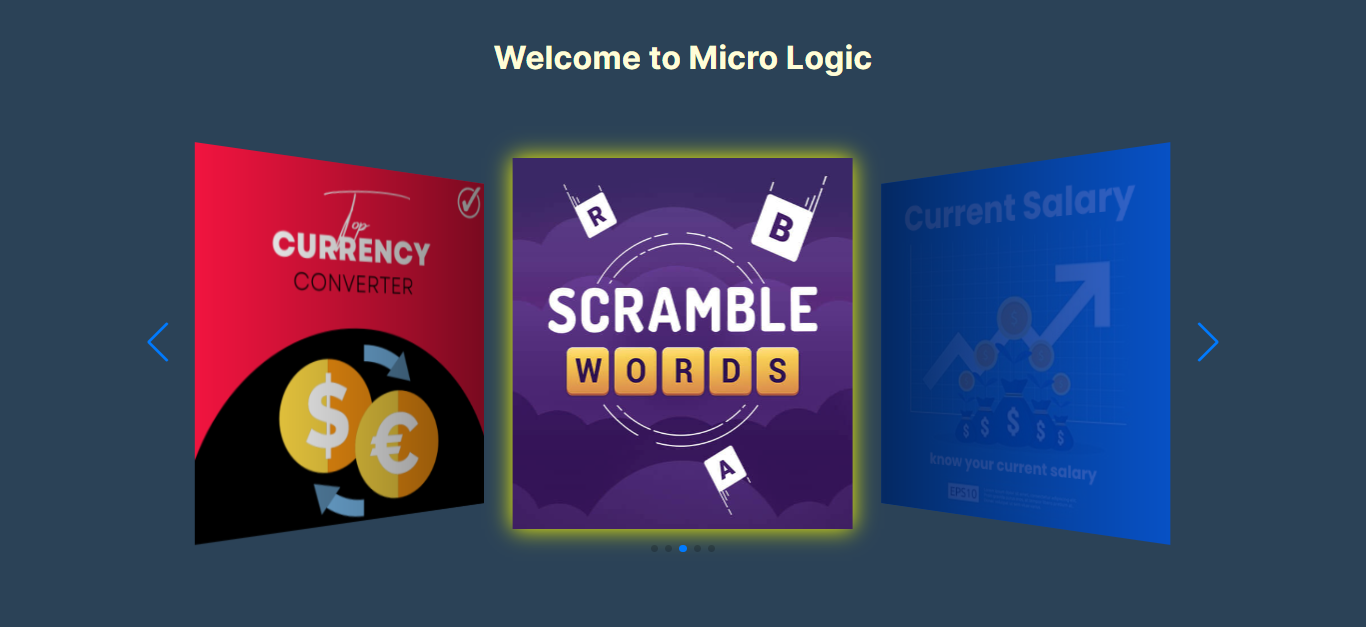 Welcome to Micro Logic
Top
CURRENCY
CONVERTER
$
€
R
B
SCRAMBLE
WORDS
A
Current Salary
$
$ $ $ $ $
know your current salary
EPS10